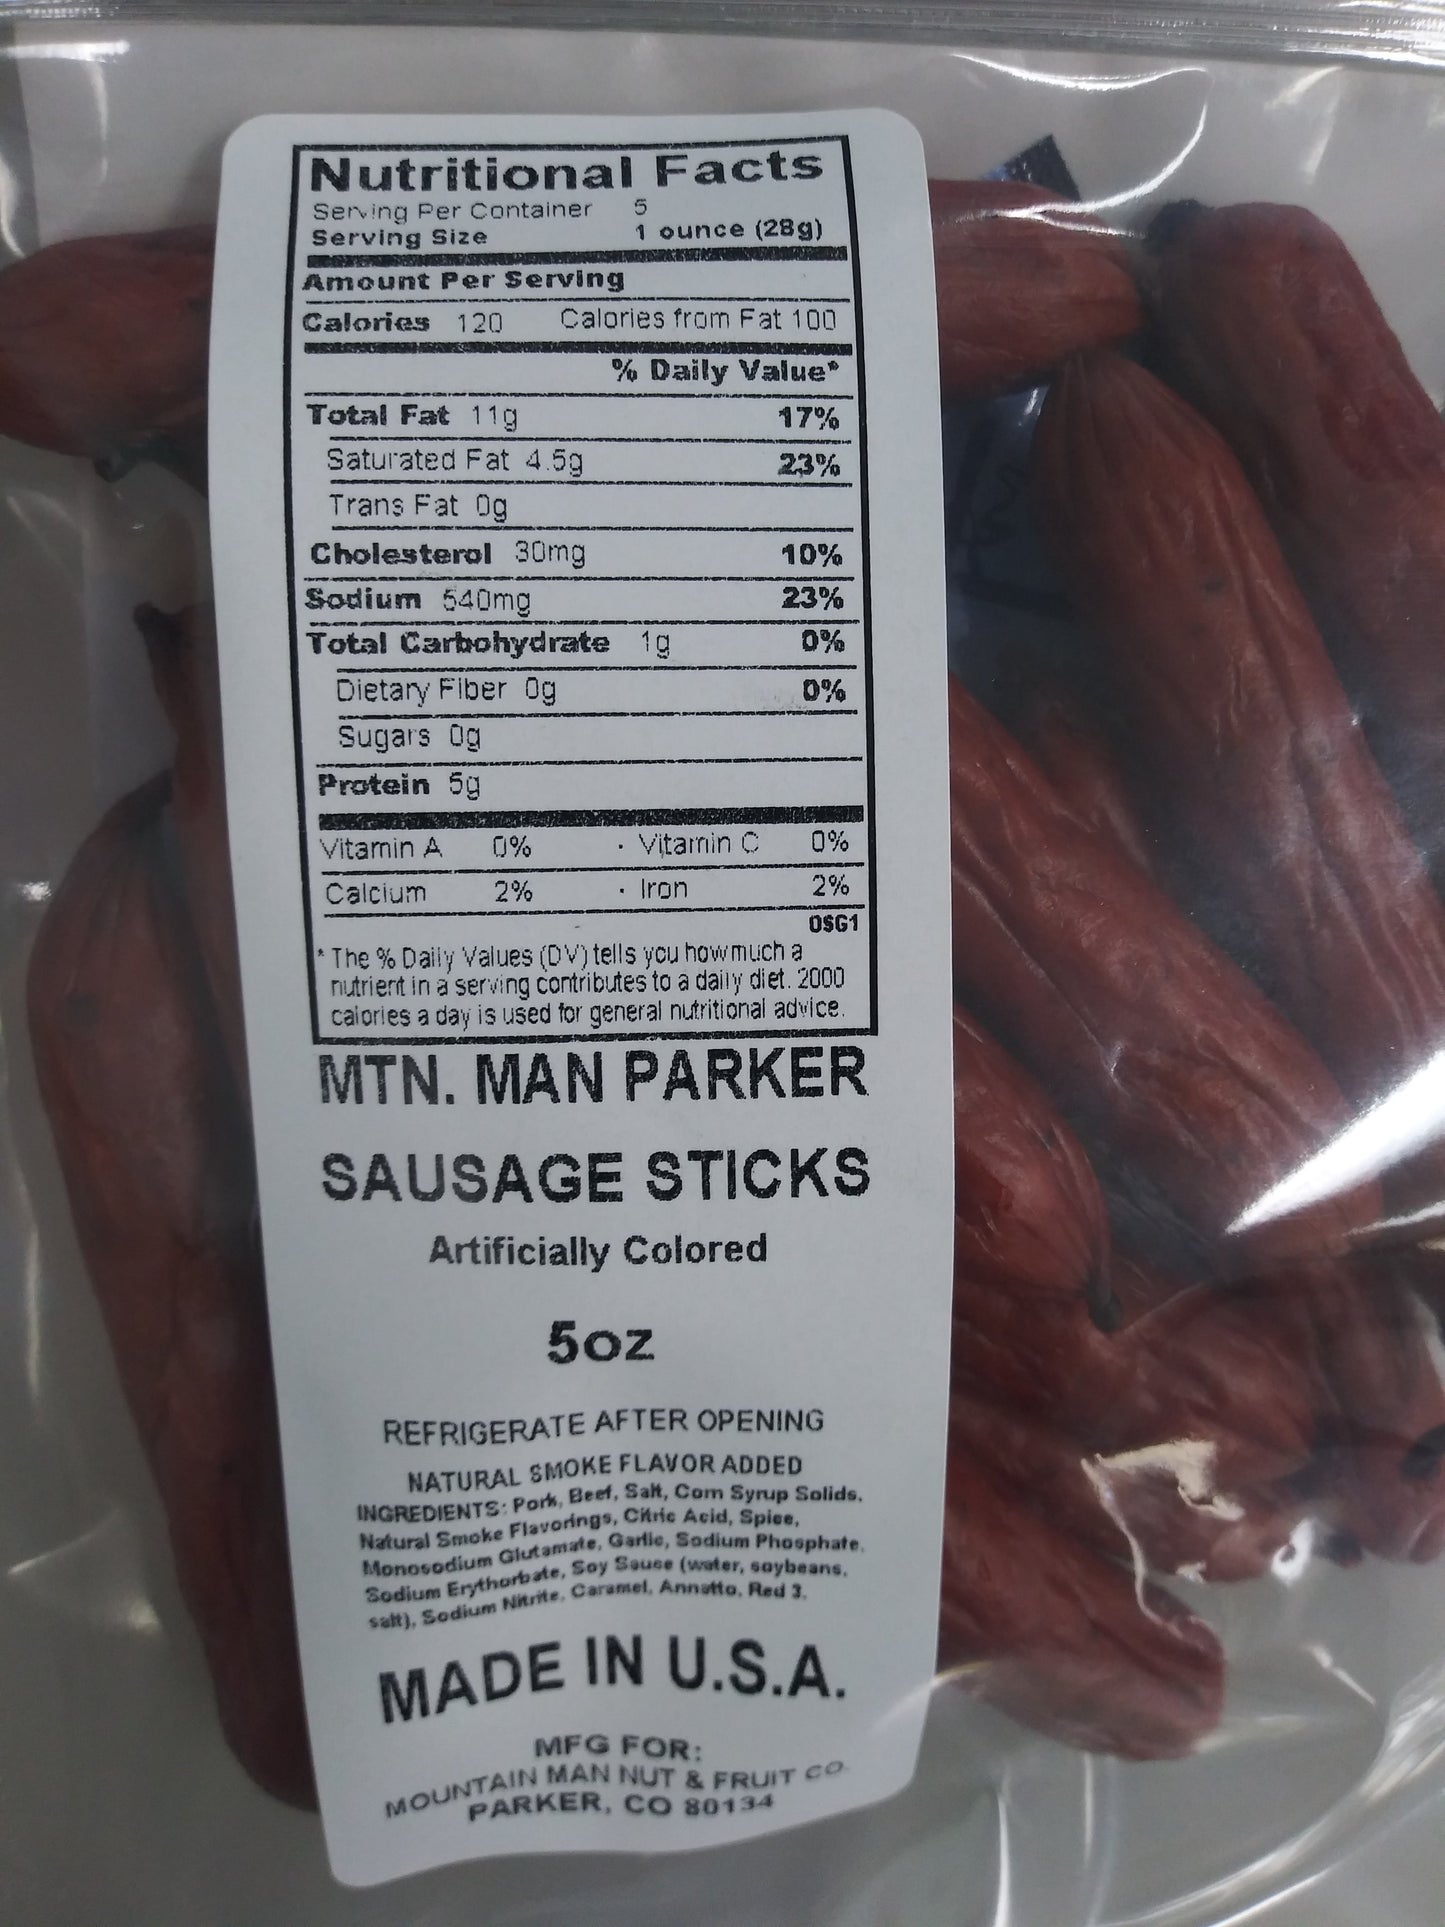 Nutritional Facts
Serving Per Container 5
Serving Size 1 ounce (28g)
Amount Per Serving
Calories 120 Calories from Fat 100
% Daily Value*
Total Fat 11g 17%
Saturated Fat 4.5g 23%
Trans Fat 0g
Cholesterol 30mg 10%
Sodium 540mg 23%
Total Carbohydrate 1g 0%
Dietary Fiber 0g 0%
Sugars 0g
Protein 5g
Vitamin A 0% · Vitamin C 0%
Calcium 2% · Iron 2%
OSG1
* The % Daily Values (DV) tells you how much a
nutrient in a serving contributes to a daily diet. 2000
calories a day is used for general nutritional advice.
MTN. MAN PARKER
SAUSAGE STICKS
Artificially Colored
5oz
REFRIGERATE AFTER OPENING
NATURAL SMOKE FLAVOR ADDED
INGREDIENTS: Pork, Beef, Salt, Corn Syrup Solids,
Natural Smoke Flavorings, Citric Acid, Spice,
Monosodium Glutamate, Garlic, Sodium Phosphate,
Sodium Erythorbate, Soy Sauce (water, soybeans,
salt), Sodium Nitrite, Caramel, Annatto, Red 3.
MADE IN U.S.A.
MFG FOR:
MOUNTAIN MAN NUT & FRUIT CO.
PARKER, CO 80134